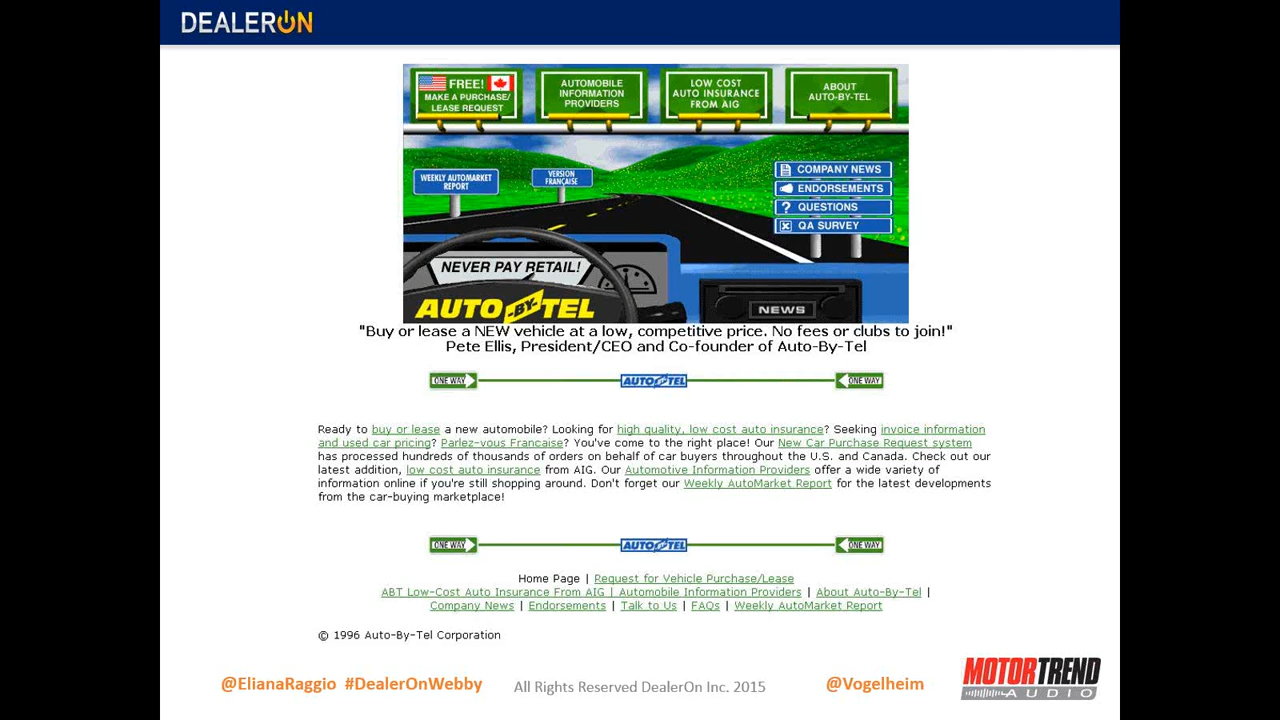 DEALERON
FREE!
MAKE A PURCHASE/
LEASE REQUEST
AUTOMOBILE
INFORMATION
PROVIDERS
LOW COST
AUTO INSURANCE
FROM AIG
ABOUT
AUTO-BY-TEL
WEEKLY AUTOMARKET
REPORT
VERSION
FRANÇAISE
COMPANY NEWS
ENDORSEMENTS
? QUESTIONS
QA SURVEY
NEVER PAY RETAIL!
AUTO-BY-TEL
NEWS
"Buy or lease a NEW vehicle at a low, competitive price. No fees or clubs to join!"
Pete Ellis, President/CEO and Co-founder of Auto-By-Tel
ONE WAY AUTO-BY-TEL ONE WAY
Ready to buy or lease a new automobile? Looking for high quality, low cost auto insurance? Seeking invoice information
and used car pricing? Parlez-vous Francaise? You've come to the right place! Our New Car Purchase Request system
has processed hundreds of thousands of orders on behalf of car buyers throughout the U.S. and Canada. Check out our
latest addition, low cost auto insurance from AIG. Our Automotive Information Providers offer a wide variety of
information online if you're still shopping around. Don't forget our Weekly AutoMarket Report for the latest developments
from the car-buying marketplace!
ONE WAY AUTO-BY-TEL ONE WAY
Home Page | Request for Vehicle Purchase/Lease
ABT Low-Cost Auto Insurance From AIG | Automobile Information Providers | About Auto-By-Tel |
Company News | Endorsements | Talk to Us | FAQs | Weekly AutoMarket Report
© 1996 Auto-By-Tel Corporation
@ElianaRaggio #DealerOnWebby All Rights Reserved DealerOn Inc. 2015 @Vogelheim
MOTORTREND
AUDIO